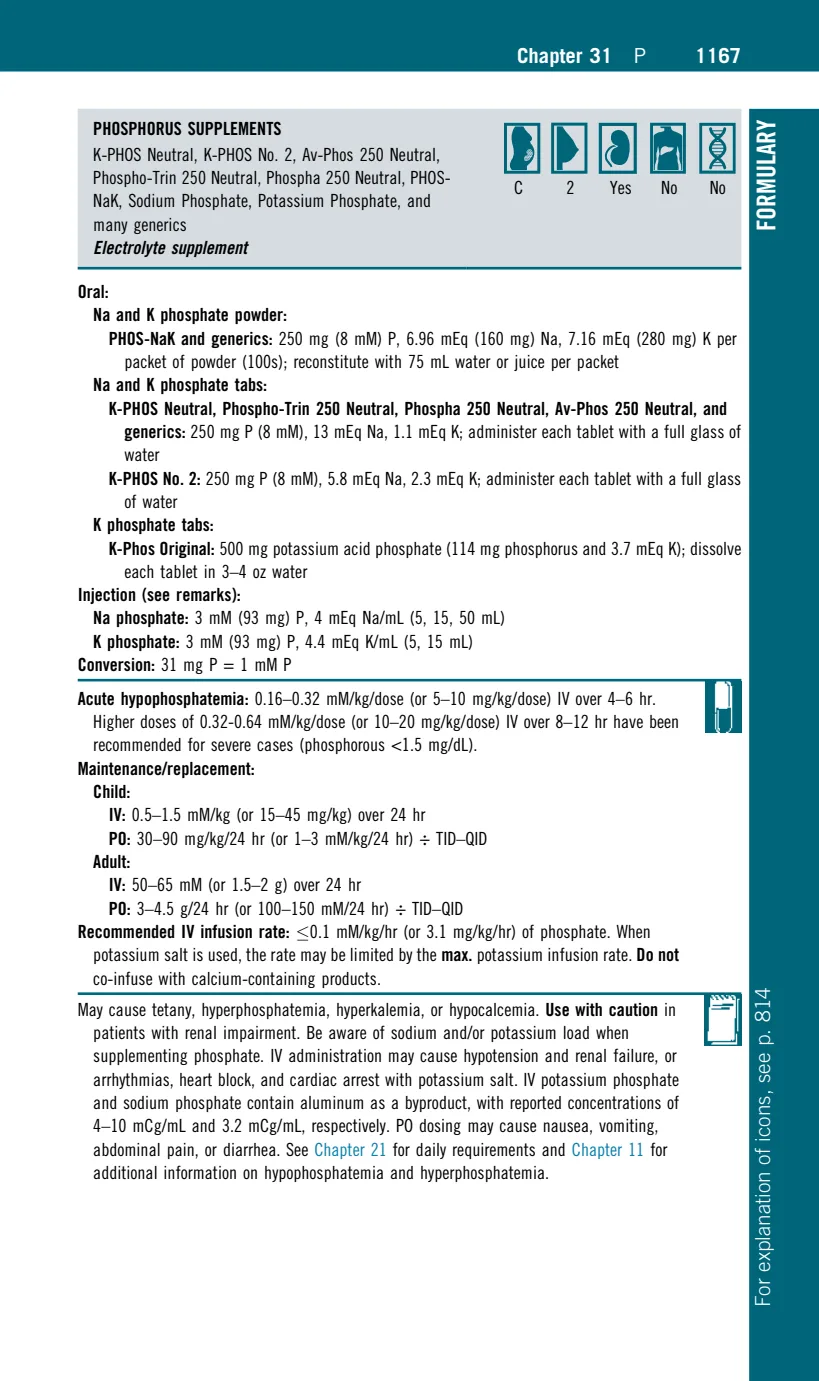 Chapter 31 P 1167
PHOSPHORUS SUPPLEMENTS
K-PHOS Neutral, K-PHOS No. 2, Av-Phos 250 Neutral,
Phospho-Trin 250 Neutral, Phospha 250 Neutral, PHOS-
NaK, Sodium Phosphate, Potassium Phosphate, and
many generics
Electrolyte supplement
C 2 Yes No No
Oral:
Na and K phosphate powder:
PHOS-NaK and generics: 250 mg (8 mM) P, 6.96 mEq (160 mg) Na, 7.16 mEq (280 mg) K per
packet of powder (100s); reconstitute with 75 mL water or juice per packet
Na and K phosphate tabs:
K-PHOS Neutral, Phospho-Trin 250 Neutral, Phospha 250 Neutral, Av-Phos 250 Neutral, and
generics: 250 mg P (8 mM), 13 mEq Na, 1.1 mEq K; administer each tablet with a full glass of
water
K-PHOS No. 2: 250 mg P (8 mM), 5.8 mEq Na, 2.3 mEq K; administer each tablet with a full glass
of water
K phosphate tabs:
K-Phos Original: 500 mg potassium acid phosphate (114 mg phosphorus and 3.7 mEq K); dissolve
each tablet in 3–4 oz water
Injection (see remarks):
Na phosphate: 3 mM (93 mg) P, 4 mEq Na/mL (5, 15, 50 mL)
K phosphate: 3 mM (93 mg) P, 4.4 mEq K/mL (5, 15 mL)
Conversion: 31 mg P = 1 mM P
Acute hypophosphatemia: 0.16–0.32 mM/kg/dose (or 5–10 mg/kg/dose) IV over 4–6 hr.
Higher doses of 0.32-0.64 mM/kg/dose (or 10–20 mg/kg/dose) IV over 8–12 hr have been
recommended for severe cases (phosphorous <1.5 mg/dL).
Maintenance/replacement:
Child:
IV: 0.5–1.5 mM/kg (or 15–45 mg/kg) over 24 hr
PO: 30–90 mg/kg/24 hr (or 1–3 mM/kg/24 hr) ÷ TID–QID
Adult:
IV: 50–65 mM (or 1.5–2 g) over 24 hr
PO: 3–4.5 g/24 hr (or 100–150 mM/24 hr) ÷ TID–QID
Recommended IV infusion rate: ≤0.1 mM/kg/hr (or 3.1 mg/kg/hr) of phosphate. When
potassium salt is used, the rate may be limited by the max. potassium infusion rate. Do not
co-infuse with calcium-containing products.
May cause tetany, hyperphosphatemia, hyperkalemia, or hypocalcemia. Use with caution in
patients with renal impairment. Be aware of sodium and/or potassium load when
supplementing phosphate. IV administration may cause hypotension and renal failure, or
arrhythmias, heart block, and cardiac arrest with potassium salt. IV potassium phosphate
and sodium phosphate contain aluminum as a byproduct, with reported concentrations of
4–10 mCg/mL and 3.2 mCg/mL, respectively. PO dosing may cause nausea, vomiting,
abdominal pain, or diarrhea. See Chapter 21 for daily requirements and Chapter 11 for
additional information on hypophosphatemia and hyperphosphatemia.
FORMULARY
For explanation of icons, see p. 814